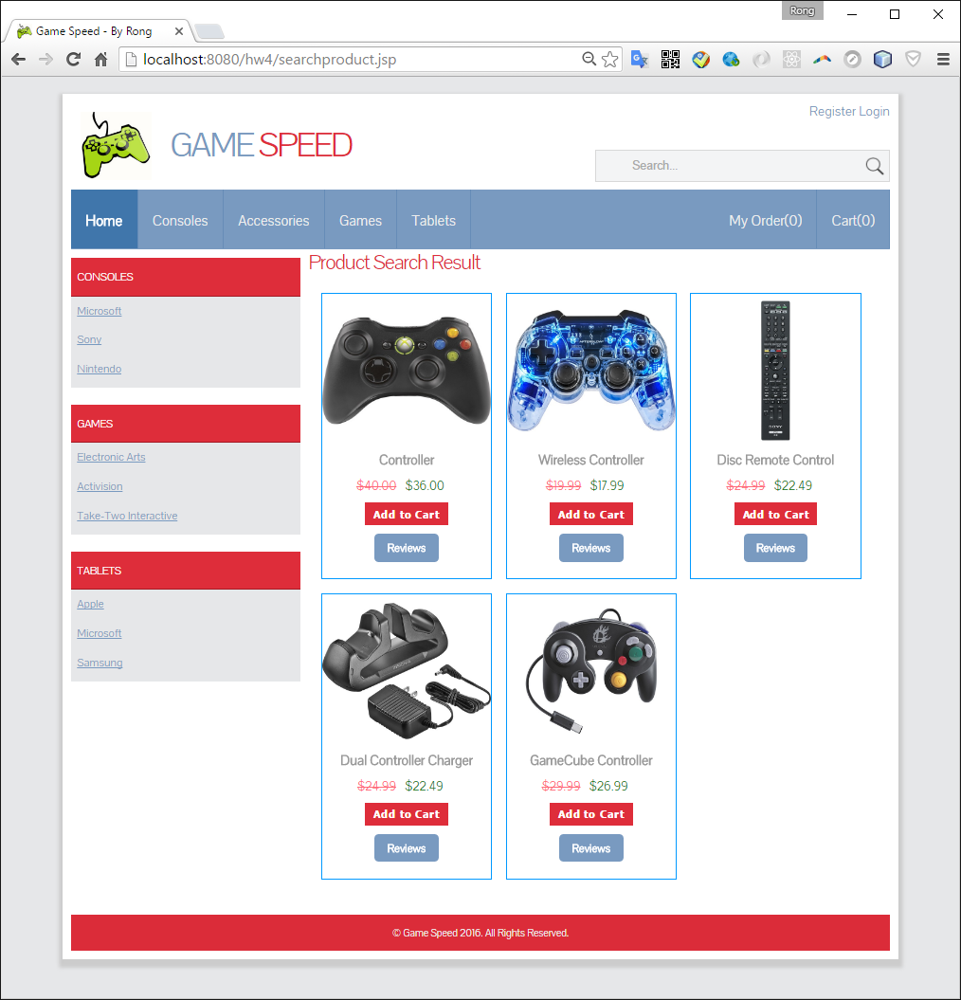 Rong
Game Speed - By Rong
localhost:8080/hw4/searchproduct.jsp
Register Login
GAME SPEED
Search...
Home Consoles Accessories Games Tablets My Order(0) Cart(0)
CONSOLES
Microsoft
Sony
Nintendo
GAMES
Electronic Arts
Activision
Take-Two Interactive
TABLETS
Apple
Microsoft
Samsung
Product Search Result
SONY
Controller Wireless Controller Disc Remote Control
$40.00 $36.00 $19.99 $17.99 $24.99 $22.49
Add to Cart Add to Cart Add to Cart
Reviews Reviews Reviews
Dual Controller Charger GameCube Controller
$24.99 $22.49 $29.99 $26.99
Add to Cart Add to Cart
Reviews Reviews
© Game Speed 2016. All Rights Reserved.